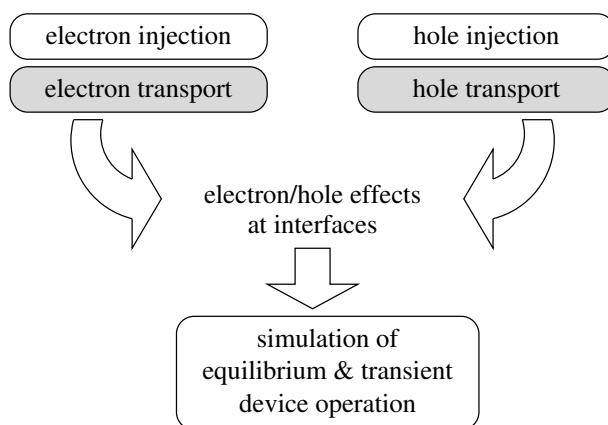 electron injection
hole injection
electron transport
hole transport
electron/hole effects
at interfaces
simulation of
equilibrium & transient
device operation